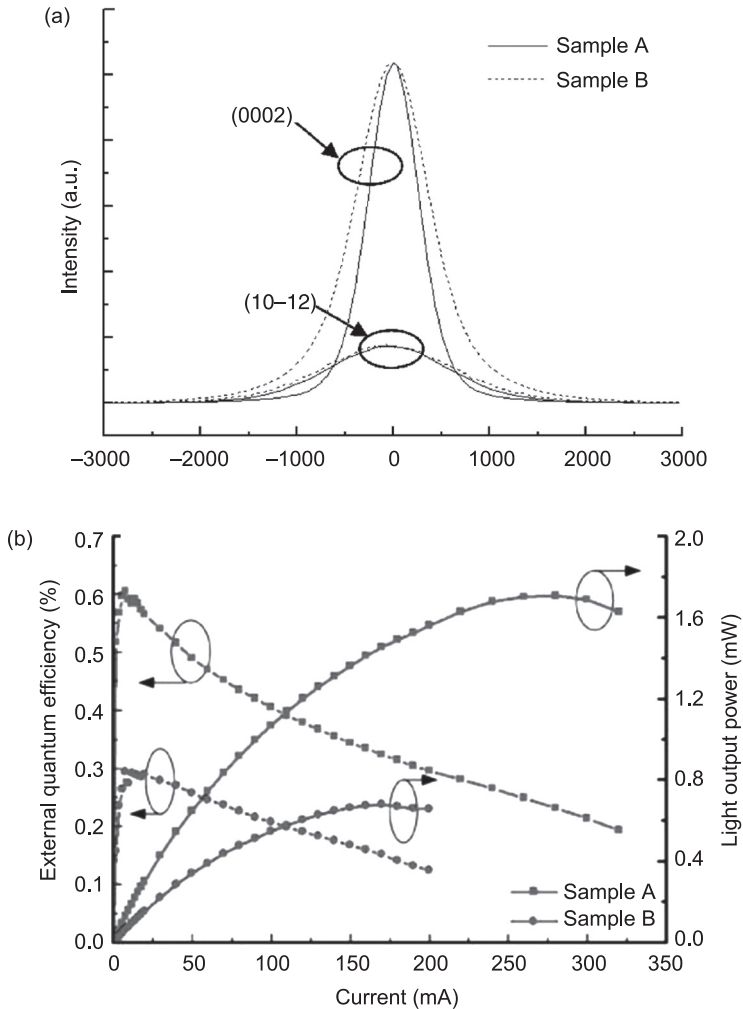 (a)
Sample A
Sample B
(0002)
(10–12)
Intensity (a.u.)
–3000 –2000 –1000 0 1000 2000 3000
(b)
External quantum efficiency (%)
0.7
0.6
0.5
0.4
0.3
0.2
0.1
0.0
2.0
1.6
1.2
0.8
0.4
0.0
Light output power (mW)
Sample A
Sample B
0 50 100 150 200 250 300 350
Current (mA)